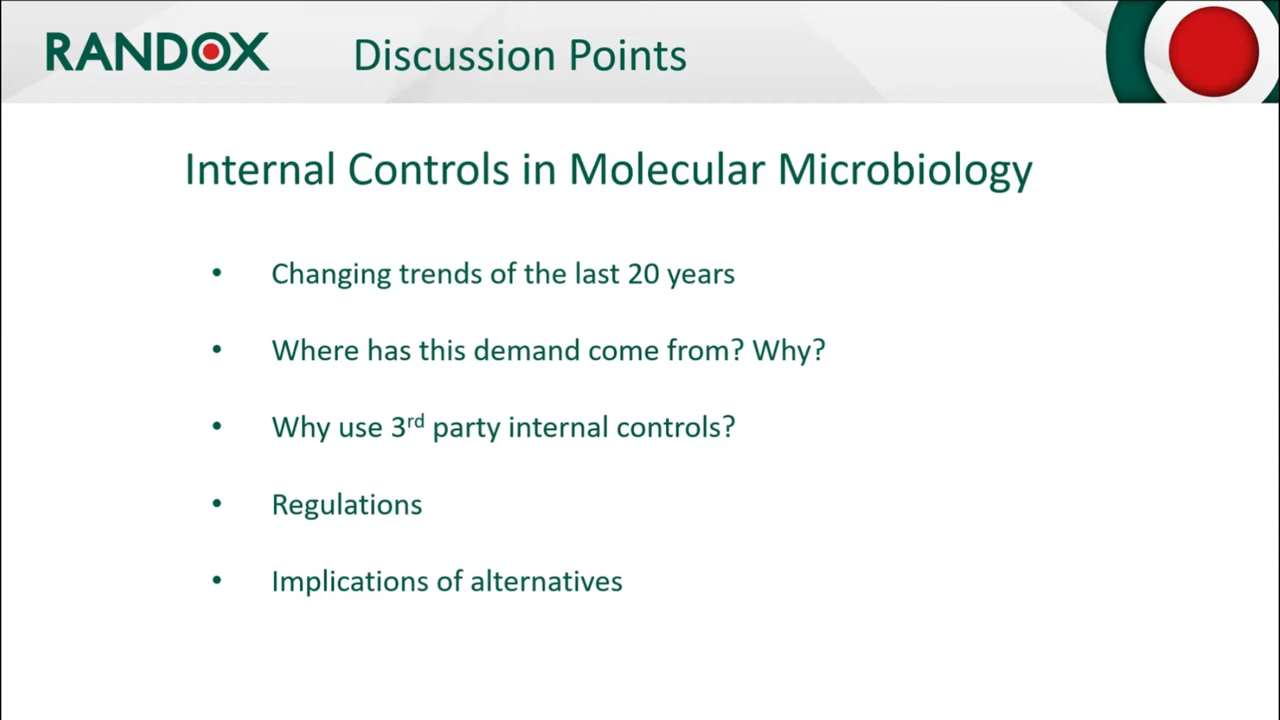 RANDOX
Discussion Points
Internal Controls in Molecular Microbiology
• Changing trends of the last 20 years
• Where has this demand come from? Why?
• Why use 3rd party internal controls?
• Regulations
• Implications of alternatives